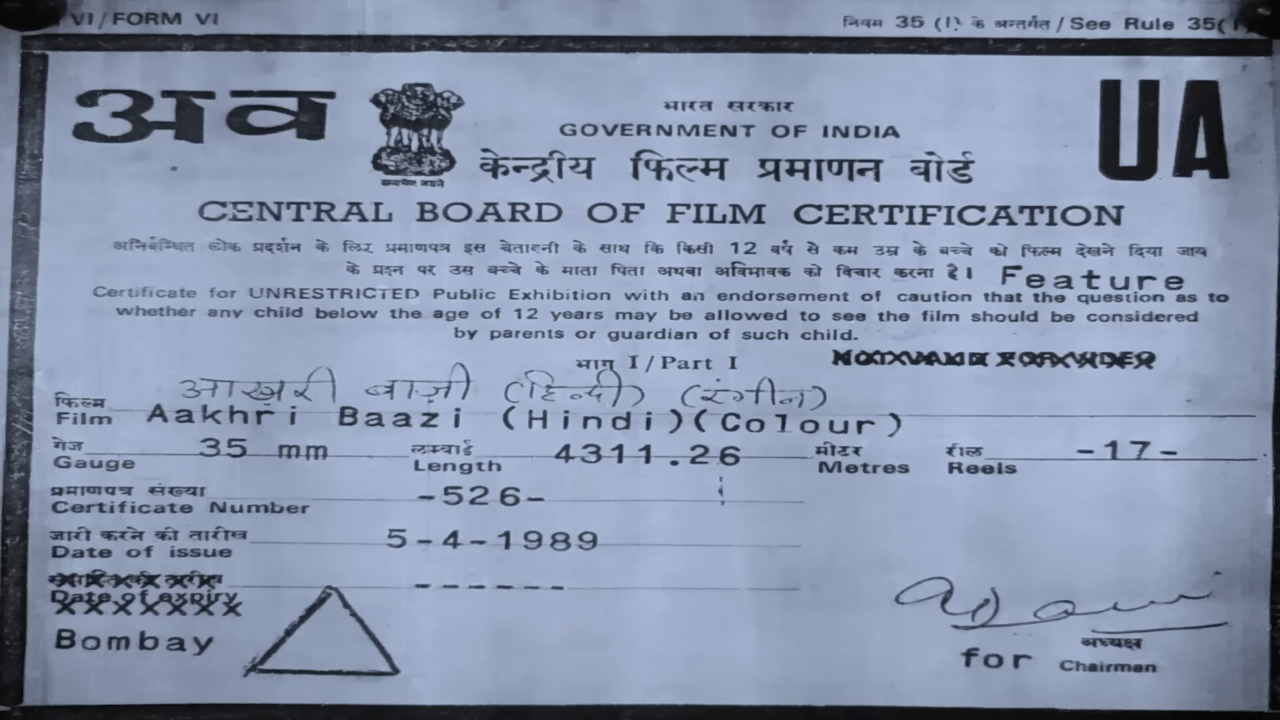 VI/FORM VI
नियम 35 (I) के अन्तर्गत/See Rule 35(1
अव
UA
भारत सरकार
GOVERNMENT OF INDIA
केन्द्रीय फिल्म प्रमाणन बोर्ड
CENTRAL BOARD OF FILM CERTIFICATION
अनिर्बन्धित लोक प्रदर्शन के लिए प्रमाणपत्र इस चेतावनी के साथ कि किसी 12 वर्ष से कम उम्र के बच्चे को फिल्म देखने दिया जाय
के प्रश्न पर उस बच्चे के माता पिता अथवा अविभावक को विचार करना है।
Feature
Certificate for UNRESTRICTED Public Exhibition with an endorsement of caution that the question as to
whether any child below the age of 12 years may be allowed to see the film should be considered
by parents or guardian of such child.
भाग I/Part I
आखरी बाज़ी (हिन्दी) (रंगीन)
फिल्म
Film Aakhri Baazi (Hindi)(Colour)
गेज 35 mm लम्बाई 4311.26 मीटर रील -17-
Gauge Length Metres Reels
प्रमाणपत्र संख्या -526-
Certificate Number
जारी करने की तारीख 5-4-1989
Date of issue
------
Date of expiry
Bombay
अध्यक्ष
for Chairman